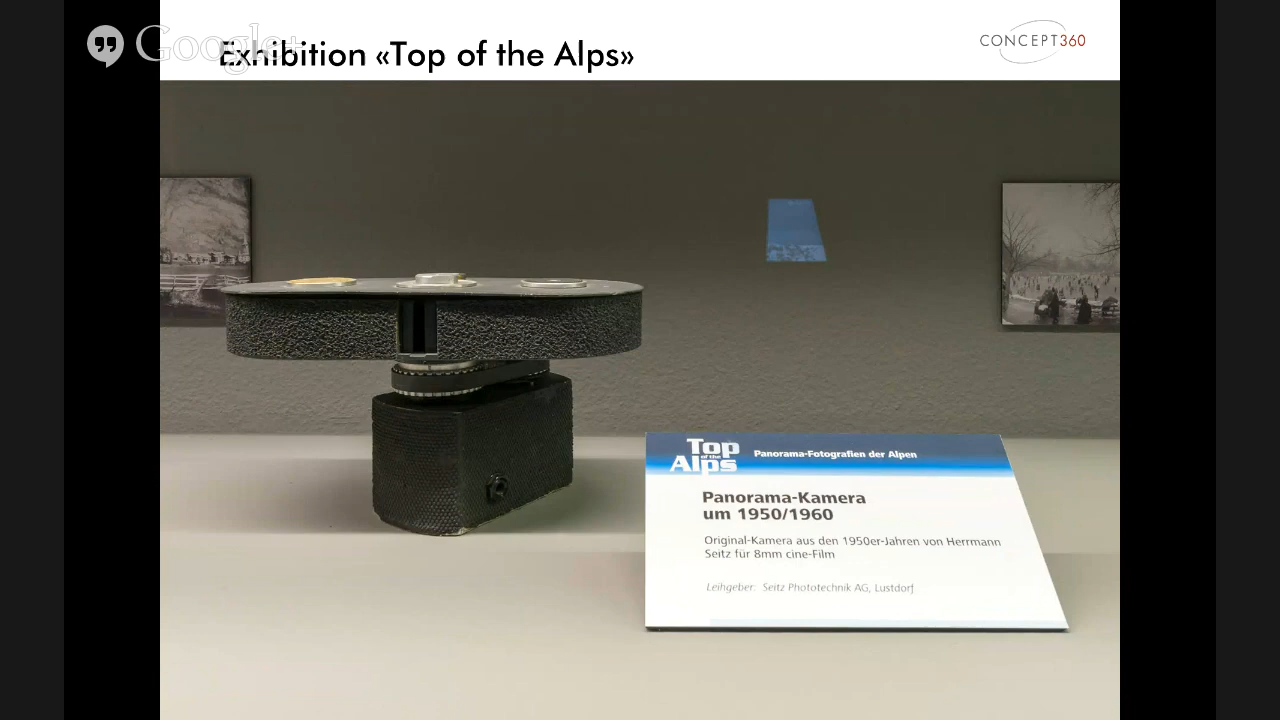 Google+
Exhibition «Top of the Alps»
CONCEPT360
Top
of the
Alps
Panorama-Fotografien der Alpen
Panorama-Kamera
um 1950/1960
Original-Kamera aus den 1950er-Jahren von Herrmann
Seitz für 8mm cine-Film
Leihgeber: Seitz Phototechnik AG, Lustdorf